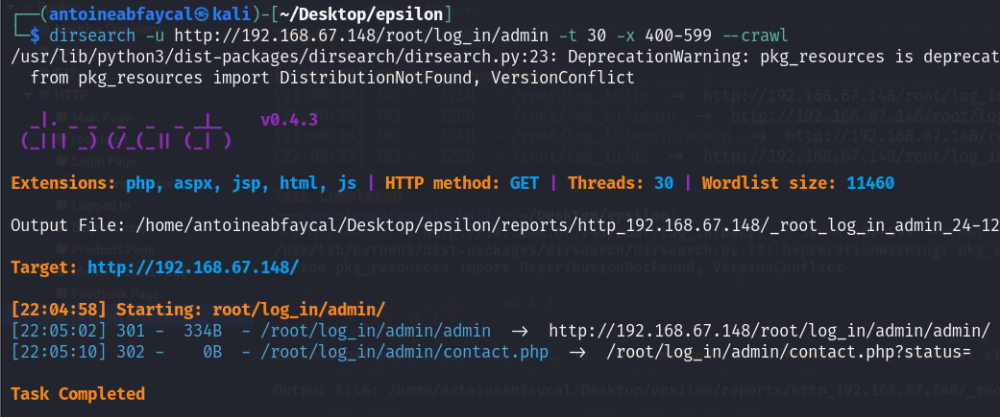 ┌──(antoineabfaycal㉿kali)-[~/Desktop/epsilon]
└─$ dirsearch -u http://192.168.67.148/root/log_in/admin -t 30 -x 400-599 --crawl
/usr/lib/python3/dist-packages/dirsearch/dirsearch.py:23: DeprecationWarning: pkg_resources is deprecat
from pkg_resources import DistributionNotFound, VersionConflict
v0.4.3
Extensions: php, aspx, jsp, html, js | HTTP method: GET | Threads: 30 | Wordlist size: 11460
Output File: /home/antoineabfaycal/Desktop/epsilon/reports/http_192.168.67.148/_root_log_in_admin_24-12
Target: http://192.168.67.148/
[22:04:58] Starting: root/log_in/admin/
[22:05:02] 301 - 334B - /root/log_in/admin/admin → http://192.168.67.148/root/log_in/admin/admin/
[22:05:10] 302 - 0B - /root/log_in/admin/contact.php → /root/log_in/admin/contact.php?status=
Task Completed